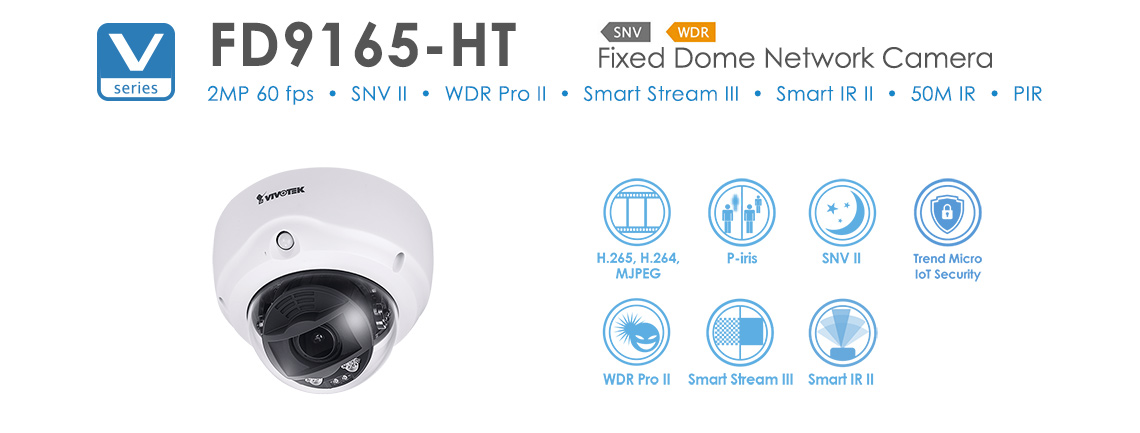 V
series
FD9165-HT
SNV
WDR
Fixed Dome Network Camera
2MP 60 fps • SNV II • WDR Pro II • Smart Stream III • Smart IR II • 50M IR • PIR
VIVOTEK
H.265, H.264,
MJPEG
P-iris
SNV II
Trend Micro
IoT Security
WDR Pro II
Smart Stream III
Smart IR II